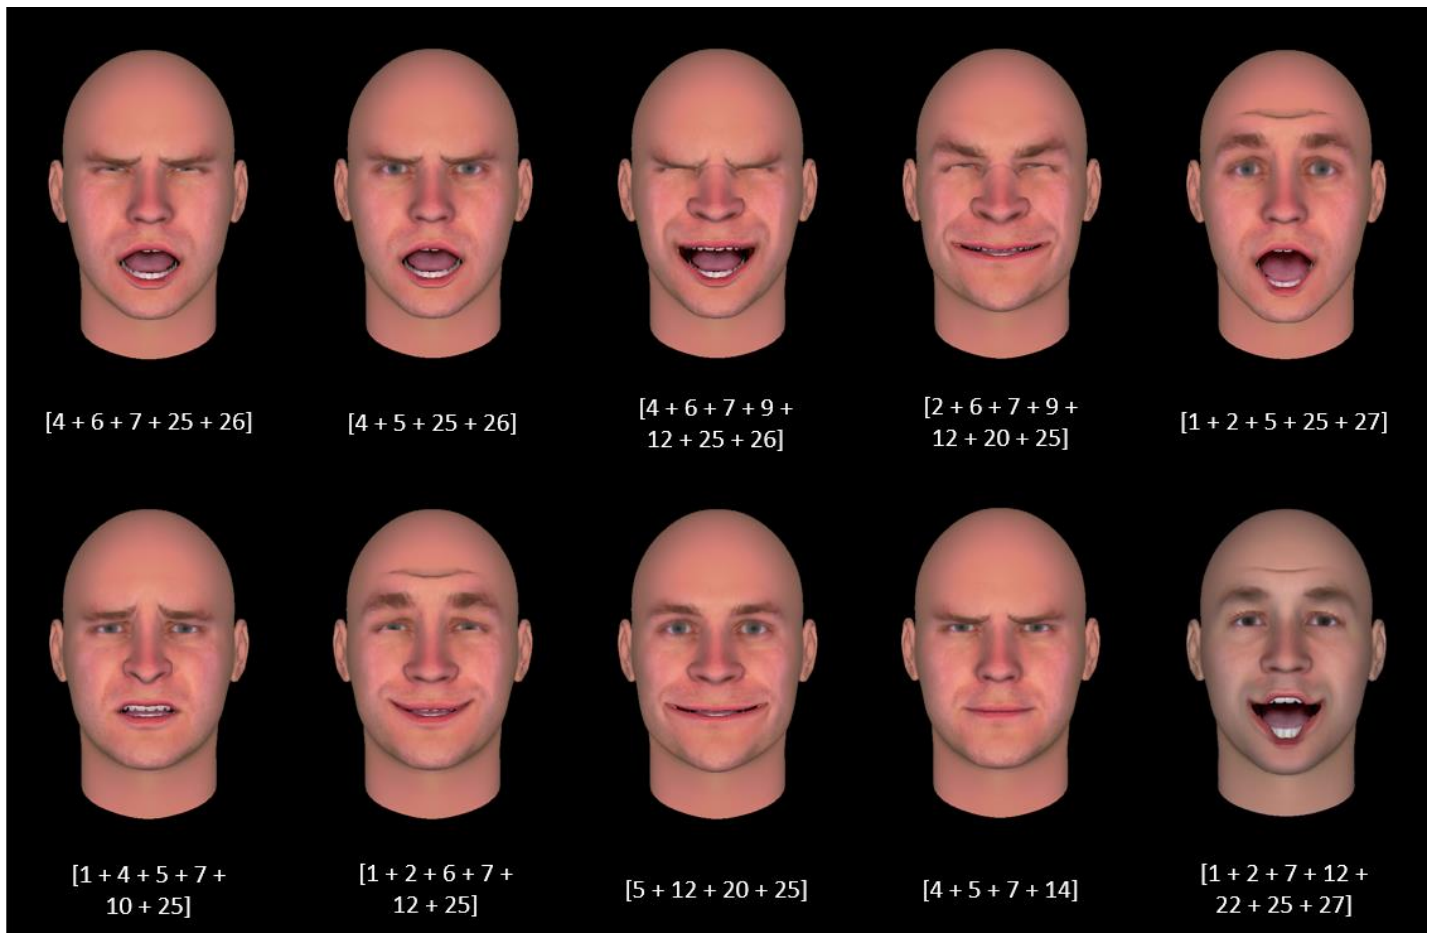 [4 + 6 + 7 + 25 + 26]
[4 + 5 + 25 + 26]
[4 + 6 + 7 + 9 +
12 + 25 + 26]
[2 + 6 + 7 + 9 +
12 + 20 + 25]
[1 + 2 + 5 + 25 + 27]
[1 + 4 + 5 + 7 +
10 + 25]
[1 + 2 + 6 + 7 +
12 + 25]
[5 + 12 + 20 + 25]
[4 + 5 + 7 + 14]
[1 + 2 + 7 + 12 +
22 + 25 + 27]